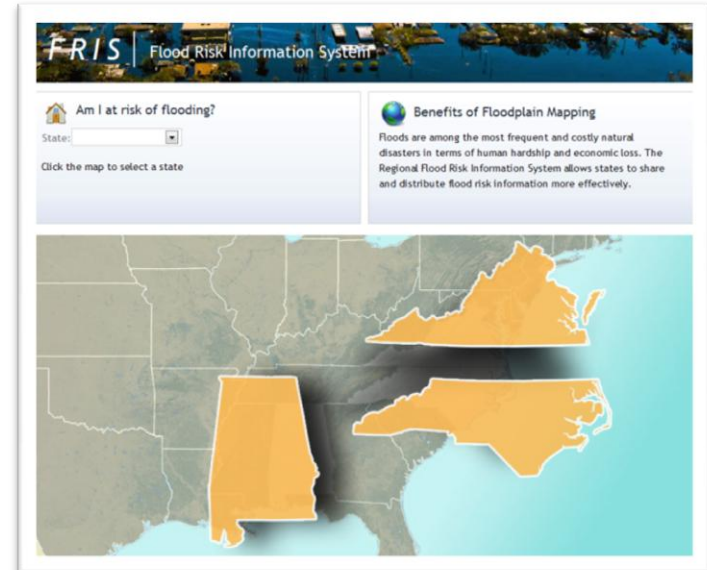 FRIS | Flood Risk Information System
Am I at risk of flooding?
State:
Click the map to select a state
Benefits of Floodplain Mapping
Floods are among the most frequent and costly natural
disasters in terms of human hardship and economic loss. The
Regional Flood Risk Information System allows states to share
and distribute flood risk information more effectively.